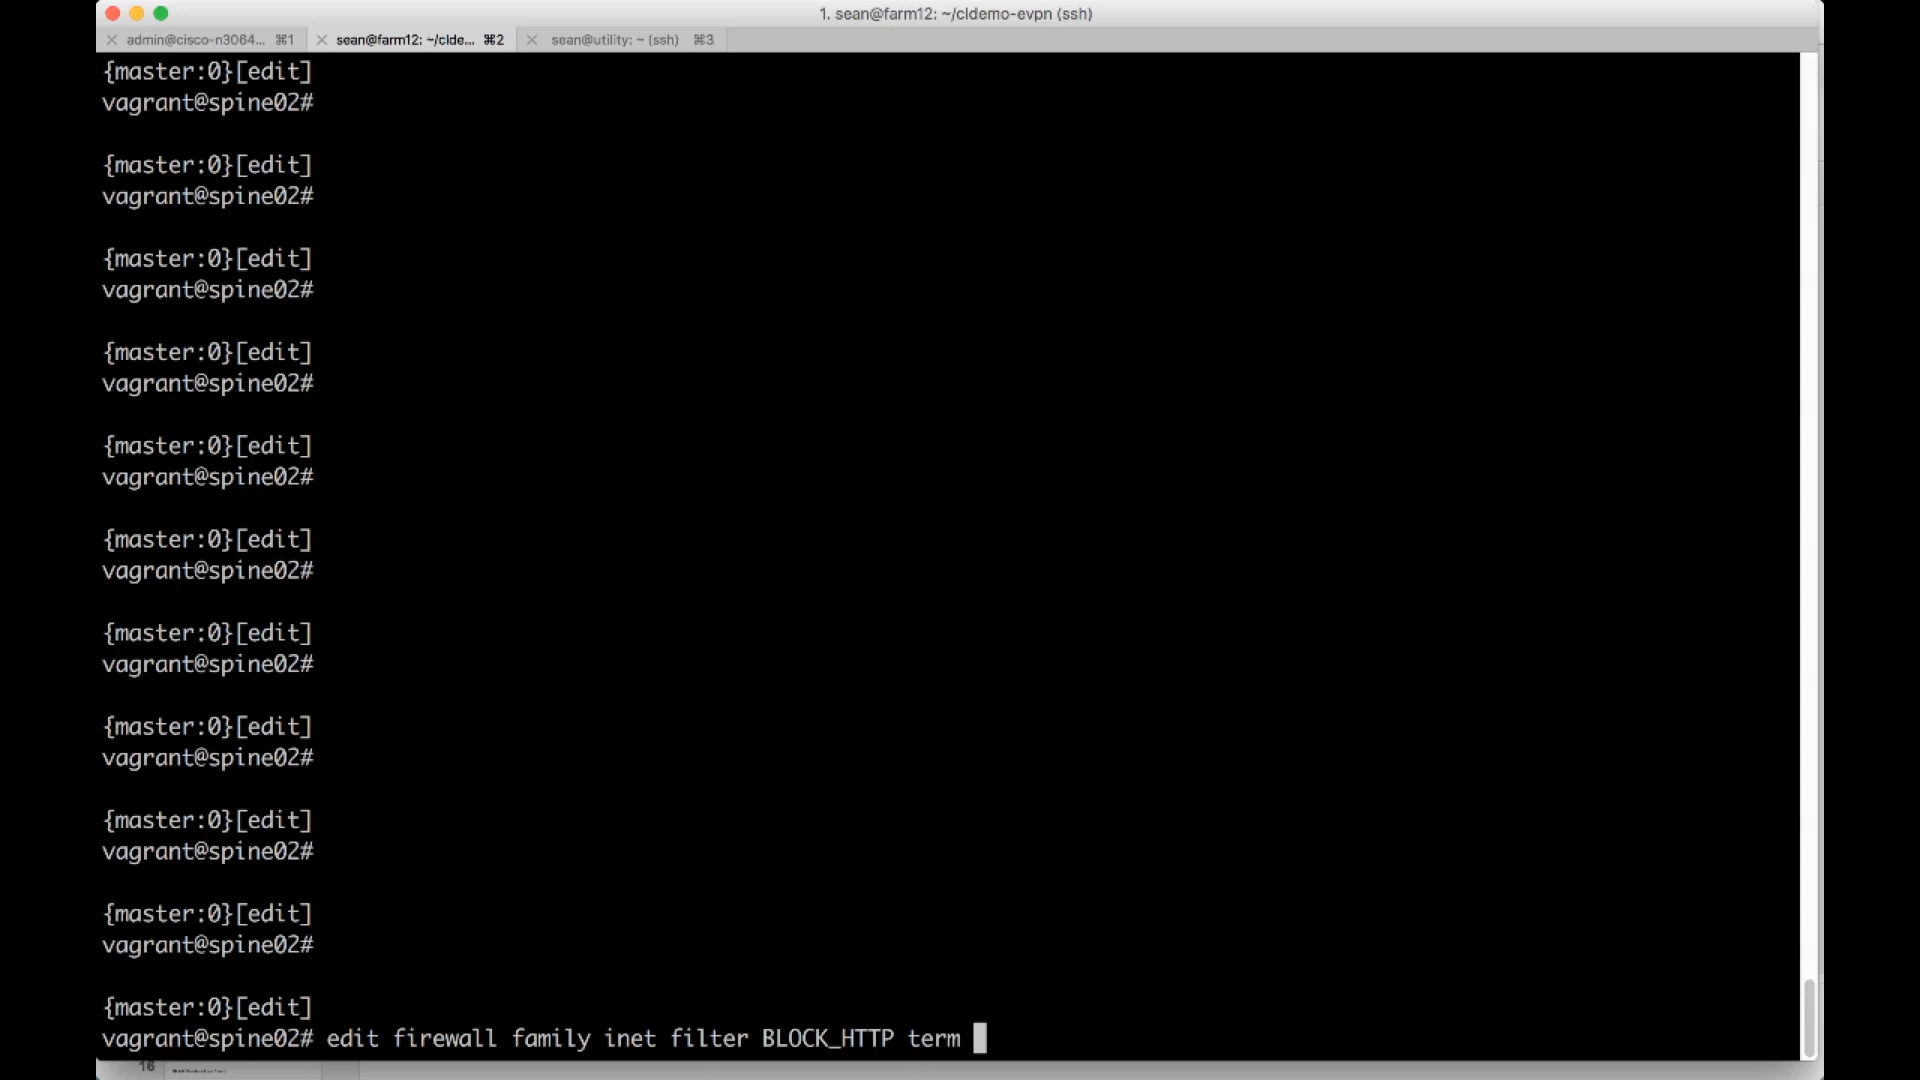 1. sean@farm12: ~/cldemo-evpn (ssh)
admin@cisco-n3064... ⌘1 sean@farm12: ~/clde... ⌘2 sean@utility: ~ (ssh) ⌘3
{master:0}[edit]
vagrant@spine02#
{master:0}[edit]
vagrant@spine02#
{master:0}[edit]
vagrant@spine02#
{master:0}[edit]
vagrant@spine02#
{master:0}[edit]
vagrant@spine02#
{master:0}[edit]
vagrant@spine02#
{master:0}[edit]
vagrant@spine02#
{master:0}[edit]
vagrant@spine02#
{master:0}[edit]
vagrant@spine02#
{master:0}[edit]
vagrant@spine02#
{master:0}[edit]
vagrant@spine02# edit firewall family inet filter BLOCK_HTTP term
16